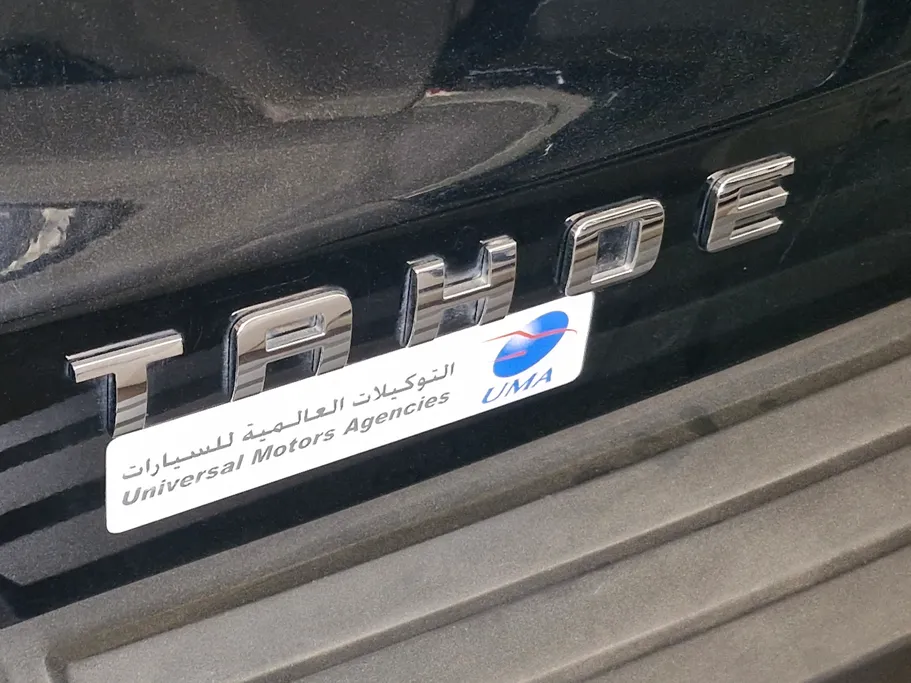 TAHOE
التوكيلات العالمية للسيارات
Universal Motors Agencies
UMA